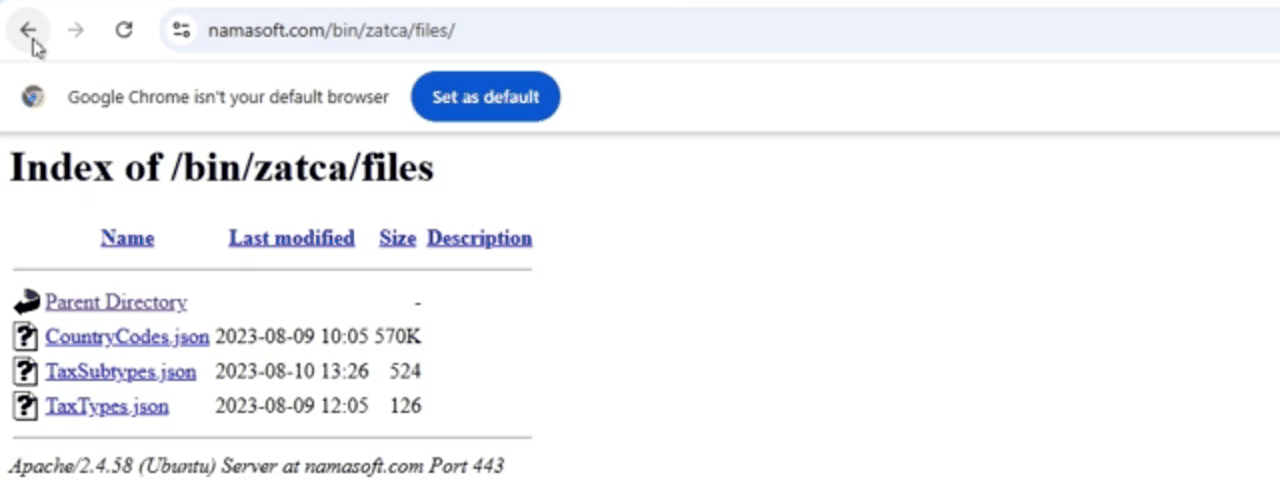 namasoft.com/bin/zatca/files/
Google Chrome isn't your default browser Set as default
Index of /bin/zatca/files
Name Last modified Size Description
Parent Directory -
CountryCodes.json 2023-08-09 10:05 570K
TaxSubtypes.json 2023-08-10 13:26 524
TaxTypes.json 2023-08-09 12:05 126
Apache/2.4.58 (Ubuntu) Server at namasoft.com Port 443